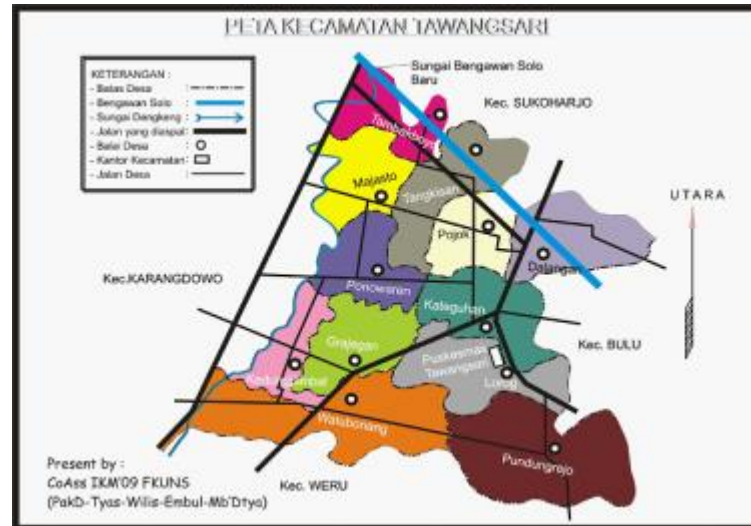 PETA KECAMATAN TAWANGSARI
KETERANGAN :
- Batas Desa :
- Bengawan Solo :
- Sungai Dengkeng :
- Jalan yang diaspal :
- Balai Desa :
- Kantor Kecamatan :
- Jalan Desa :
Sungai Bengawan Solo
Baru
Kec. SUKOHARJO
Tambakboyo
Majasto
Tangkisan
UTARA
Pojok
Dalangan
Kec.KARANGDOWO
Ponowaren
Kateguhan
Grajegan
Puskesmas
Tawangsari
Kec. BULU
Kedungjambal
Lorog
Watubonang
Pundungrejo
Present by :
CoAss IKM'09 FKUNS
(PakD-Tyas-Wilis-Embul-Mb'Dtya)
Kec. WERU